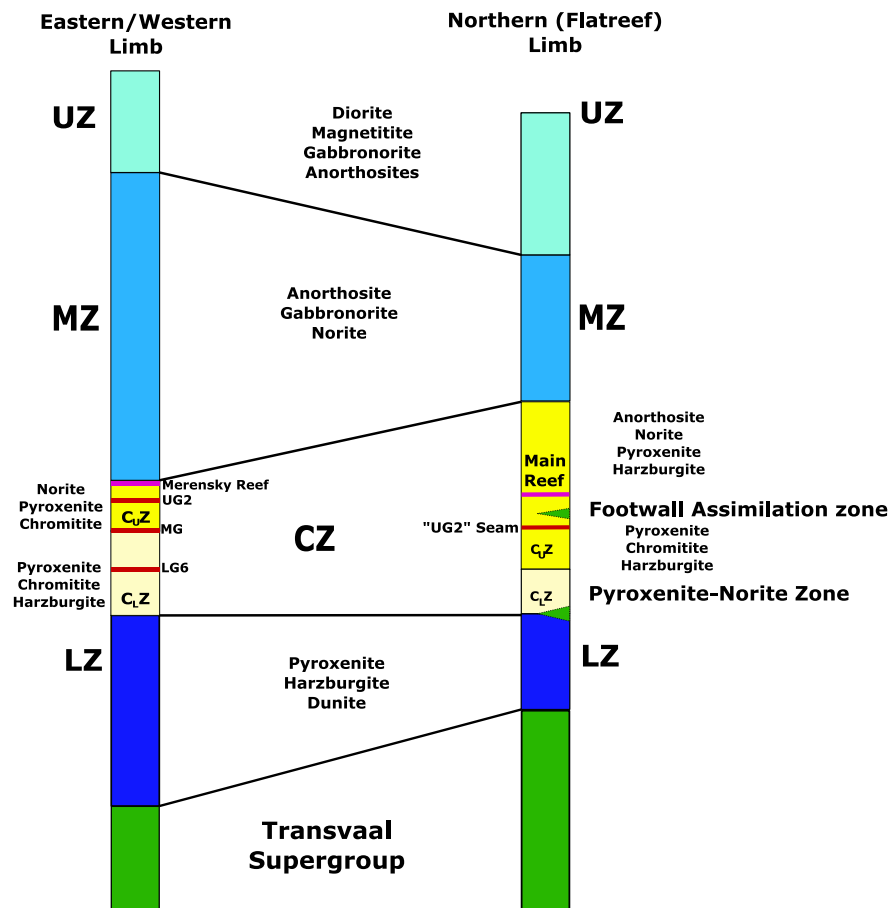 Eastern/Western
Limb
Northern (Flatreef)
Limb
UZ
Diorite
Magnetitite
Gabbronorite
Anorthosites
UZ
MZ
Anorthosite
Gabbronorite
Norite
MZ
Anorthosite
Norite
Pyroxenite
Harzburgite
Main
Reef
Merensky Reef
Norite
Pyroxenite
Chromitite
UG2
CUZ
MG
CZ
Footwall Assimilation zone
"UG2" Seam
Pyroxenite
Chromitite
Harzburgite
CUZ
Pyroxenite
Chromitite
Harzburgite
LG6
CLZ
CLZ
Pyroxenite-Norite Zone
LZ
Pyroxenite
Harzburgite
Dunite
LZ
Transvaal
Supergroup